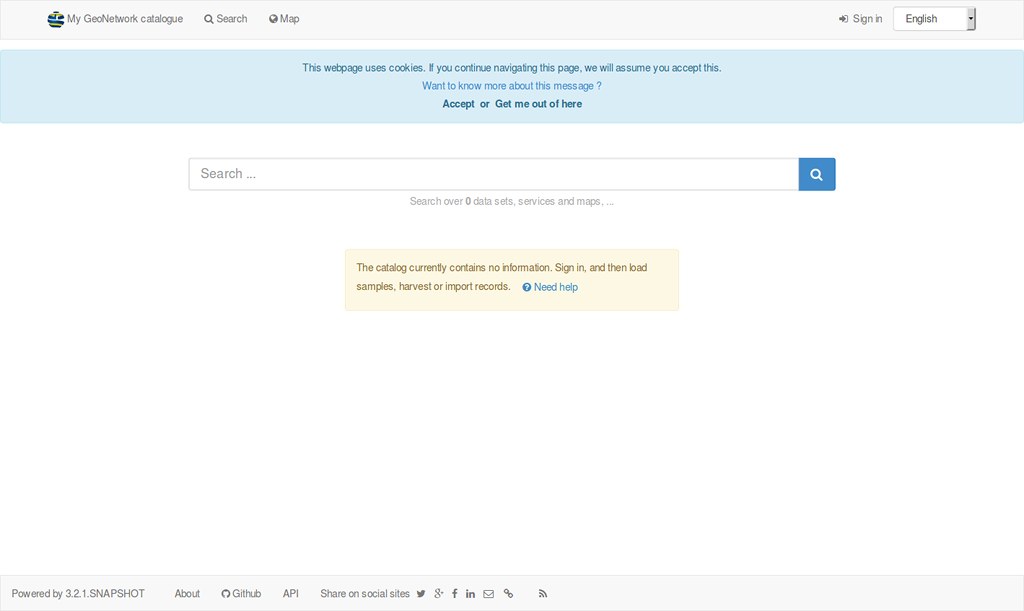 My GeoNetwork catalogue Search Map Sign in English
This webpage uses cookies. If you continue navigating this page, we will assume you accept this.
Want to know more about this message ?
Accept or Get me out of here
Search ...
Search over 0 data sets, services and maps, ...
The catalog currently contains no information. Sign in, and then load
samples, harvest or import records. Need help
Powered by 3.2.1.SNAPSHOT About Github API Share on social sites